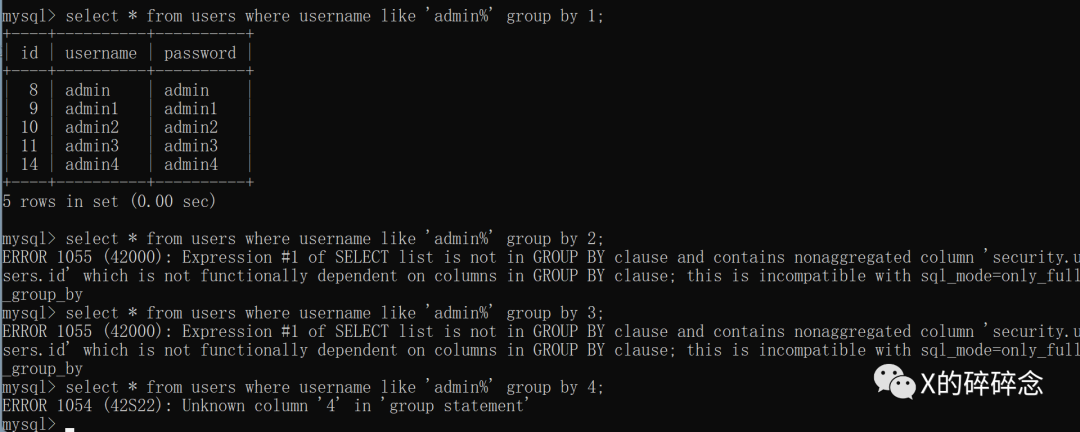 mysql> select * from users where username like 'admin%' group by 1;
+----+----------+----------+
| id | username | password |
+----+----------+----------+
| 8 | admin | admin |
| 9 | admin1 | admin1 |
| 10 | admin2 | admin2 |
| 11 | admin3 | admin3 |
| 14 | admin4 | admin4 |
+----+----------+----------+
5 rows in set (0.00 sec)
mysql> select * from users where username like 'admin%' group by 2;
ERROR 1055 (42000): Expression #1 of SELECT list is not in GROUP BY clause and contains nonaggregated column 'security.u
sers.id' which is not functionally dependent on columns in GROUP BY clause; this is incompatible with sql_mode=only_full
_group_by
mysql> select * from users where username like 'admin%' group by 3;
ERROR 1055 (42000): Expression #1 of SELECT list is not in GROUP BY clause and contains nonaggregated column 'security.u
sers.id' which is not functionally dependent on columns in GROUP BY clause; this is incompatible with sql_mode=only_full
_group_by
mysql> select * from users where username like 'admin%' group by 4;
ERROR 1054 (42S22): Unknown column '4' in 'group statement'
mysql>
X的碎碎念